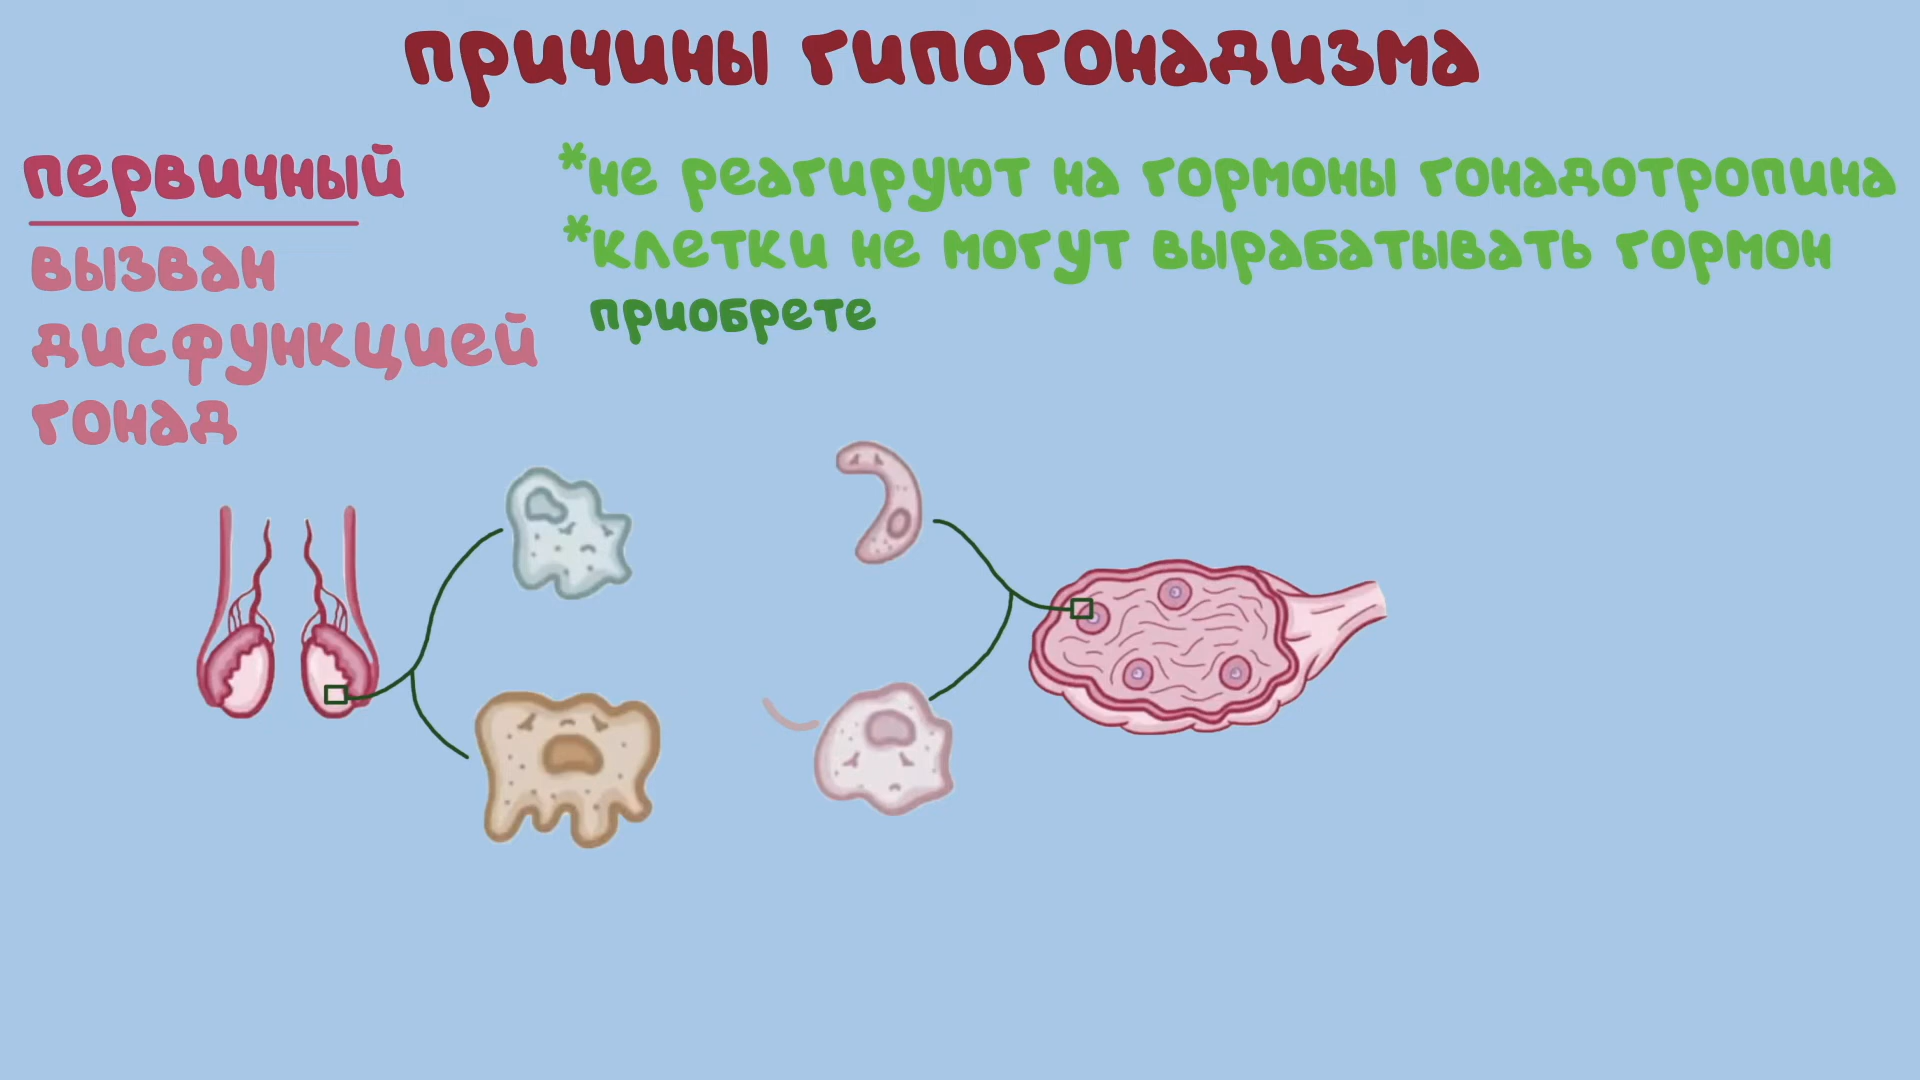 причины гипогонадизма
первичный
вызван
дисфункцией
гонад
*не реагируют на гормоны гонадотропина
*клетки не могут вырабатывать гормон
приобрете